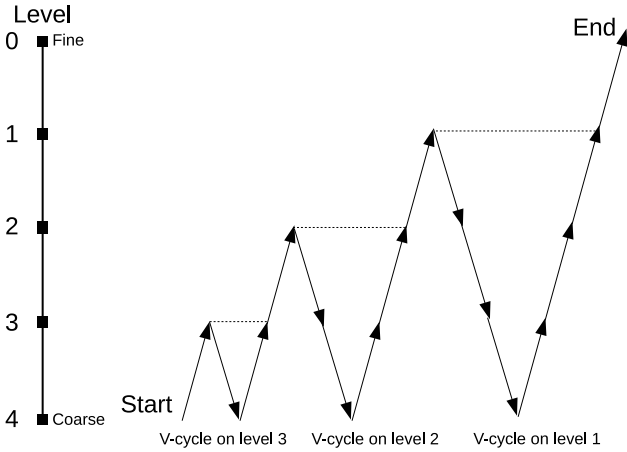 Level
0 Fine
End
1
2
3
Start
4 Coarse
V-cycle on level 3 V-cycle on level 2 V-cycle on level 1